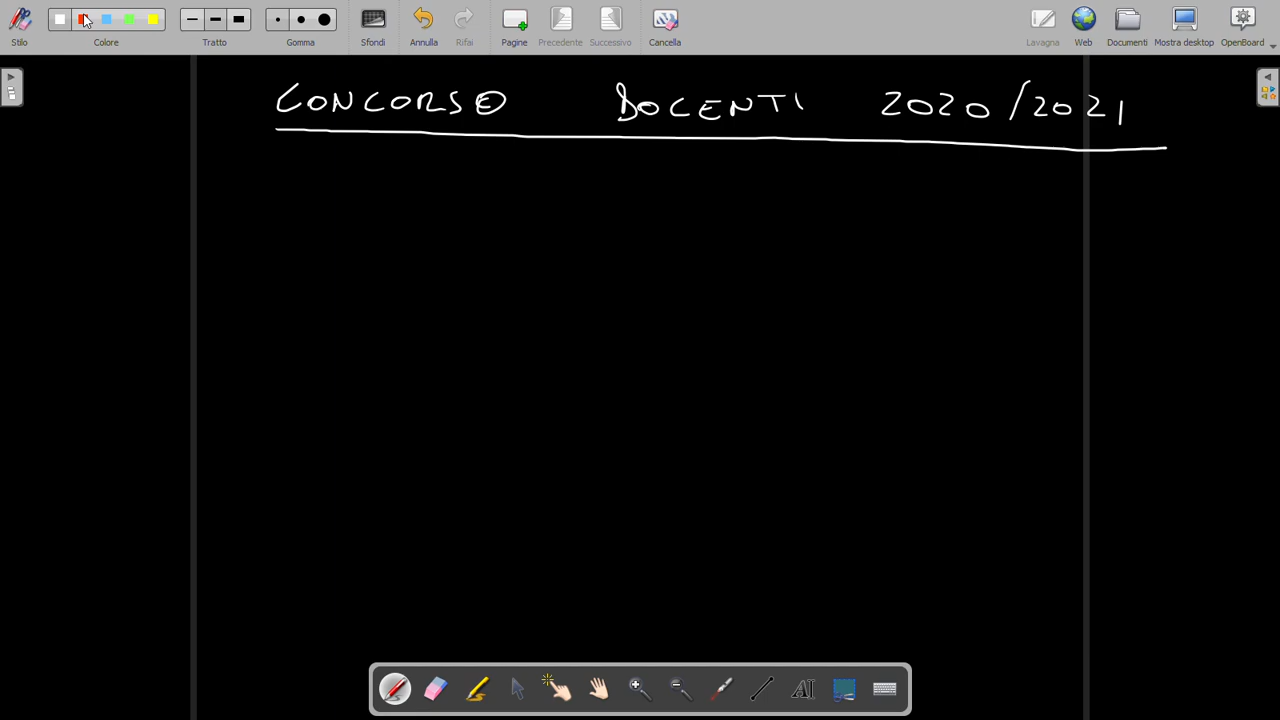 Stilo Colore Tratto Gomma Sfondi Annulla Rifai Pagine Precedente Successivo Cancella Lavagna Web Documenti Mostra desktop OpenBoard
CONCORSO DOCENTI 2020/2021
AI